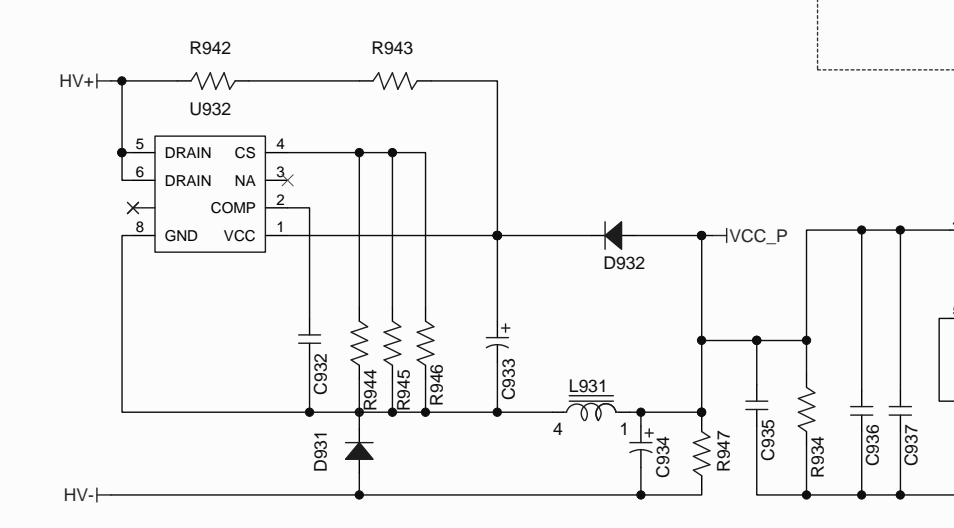 R942 R943
HV+
U932
5 DRAIN CS 4
6 DRAIN NA 3
COMP 2
8 GND VCC 1
VCC_P
D932
C932
R944
R945
R946
C933
L931
4 1
D931
C934
R947
C935
R934
C936
C937
HV-
+
+